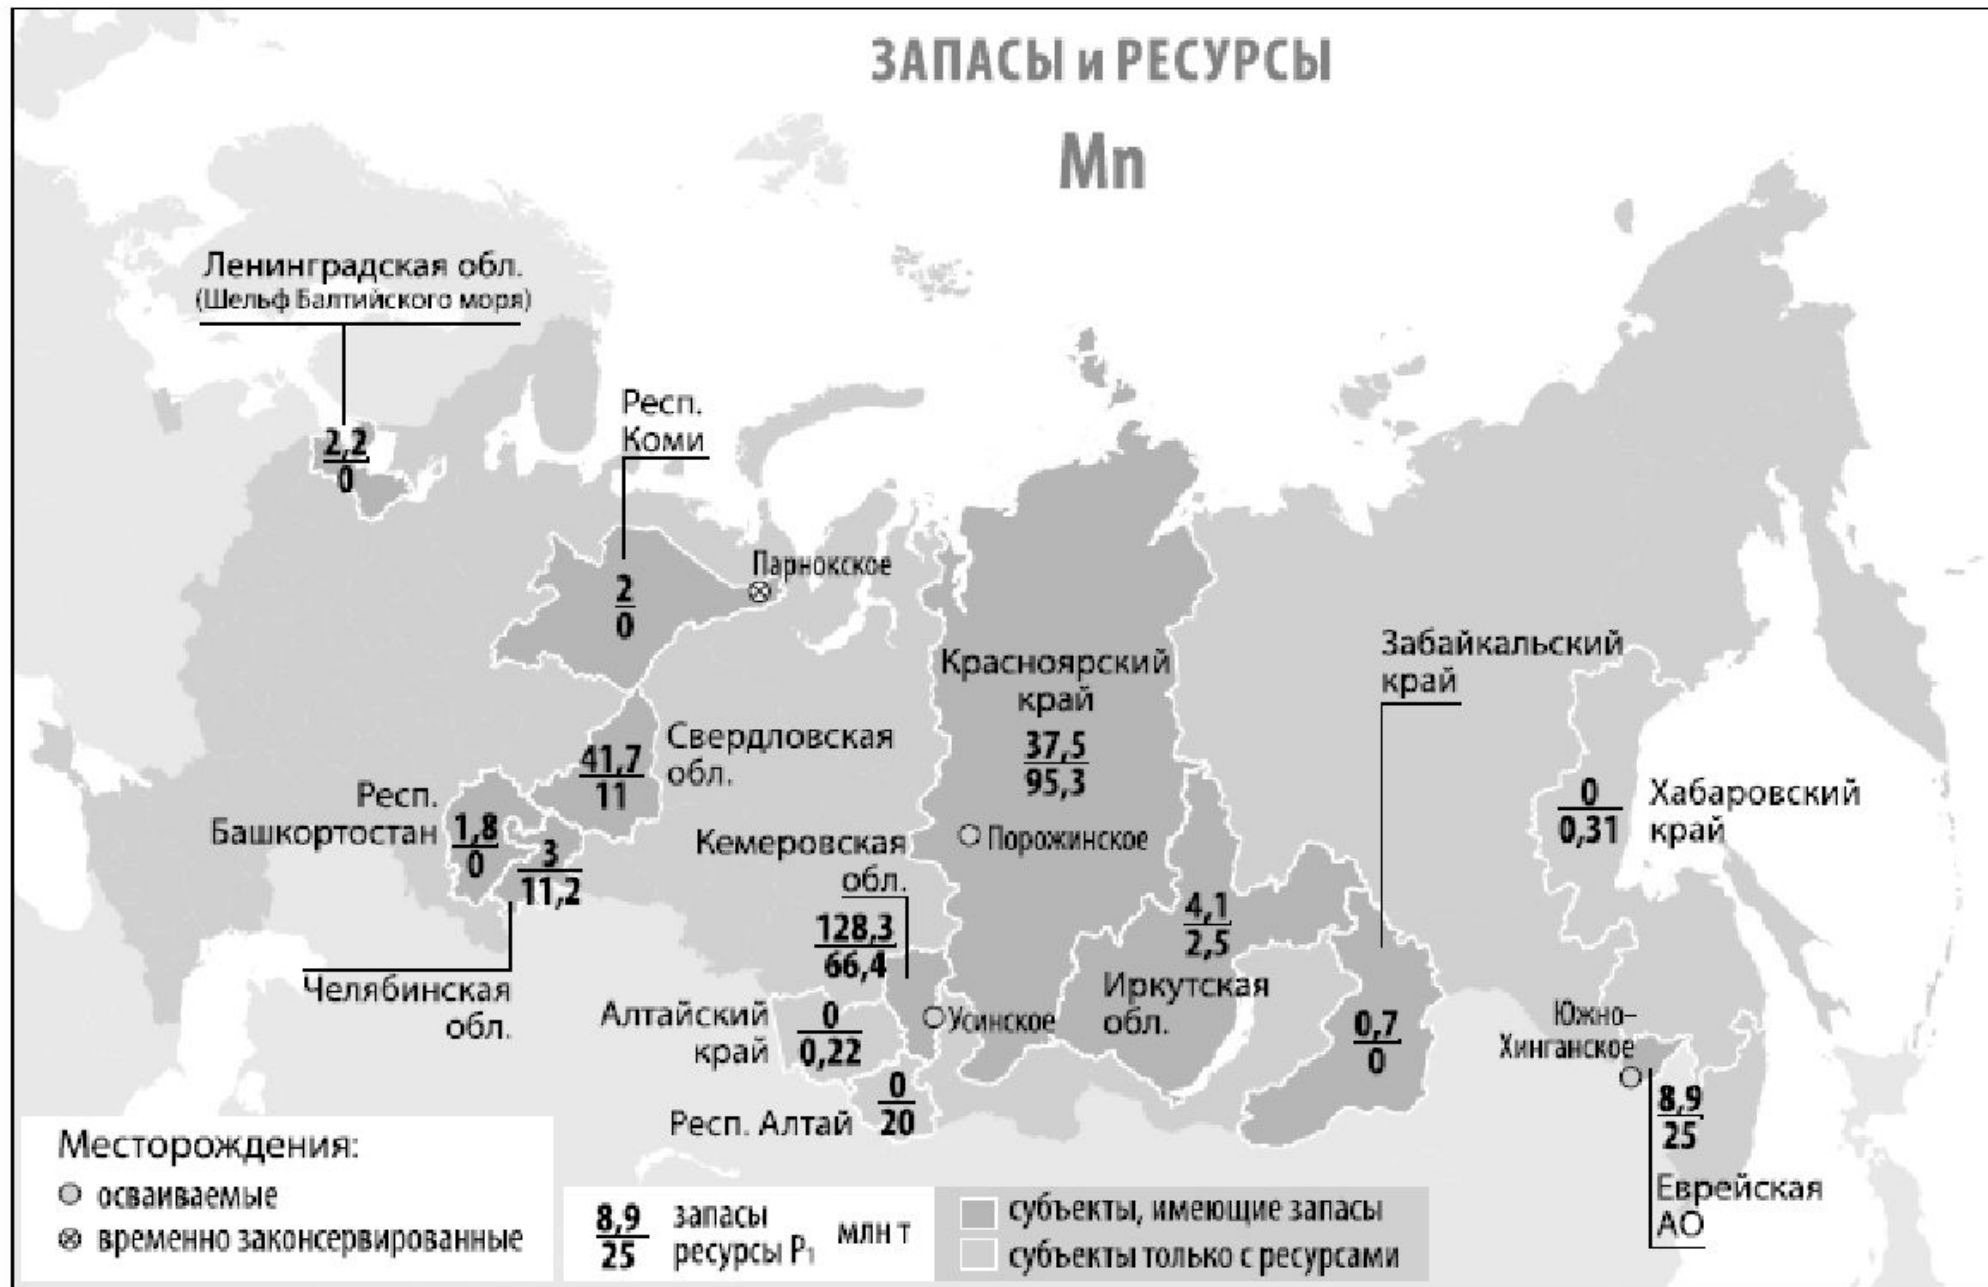 ЗАПАСЫ и РЕСУРСЫ
Mn
Ленинградская обл.
(Шельф Балтийского моря)
2,2
0
Респ.
Коми
2
0
Парнокское
Красноярский
край
37,5
95,3
Порожинское
Забайкальский
край
0,7
0
Свердловская
обл.
41,7
11
Респ.
Башкортостан
1,8
0
3
11,2
Челябинская
обл.
Кемеровская
обл.
128,3
66,4
Усинское
4,1
2,5
Иркутская
обл.
0
0,31
Хабаровский
край
Алтайский
край
0
0,22
Респ. Алтай
0
20
Южно–
Хинганское
8,9
25
Еврейская
АО
Месторождения:
осваиваемые
временно законсервированные
8,9
25
запасы
ресурсы P₁
млн т
субъекты, имеющие запасы
субъекты только с ресурсами